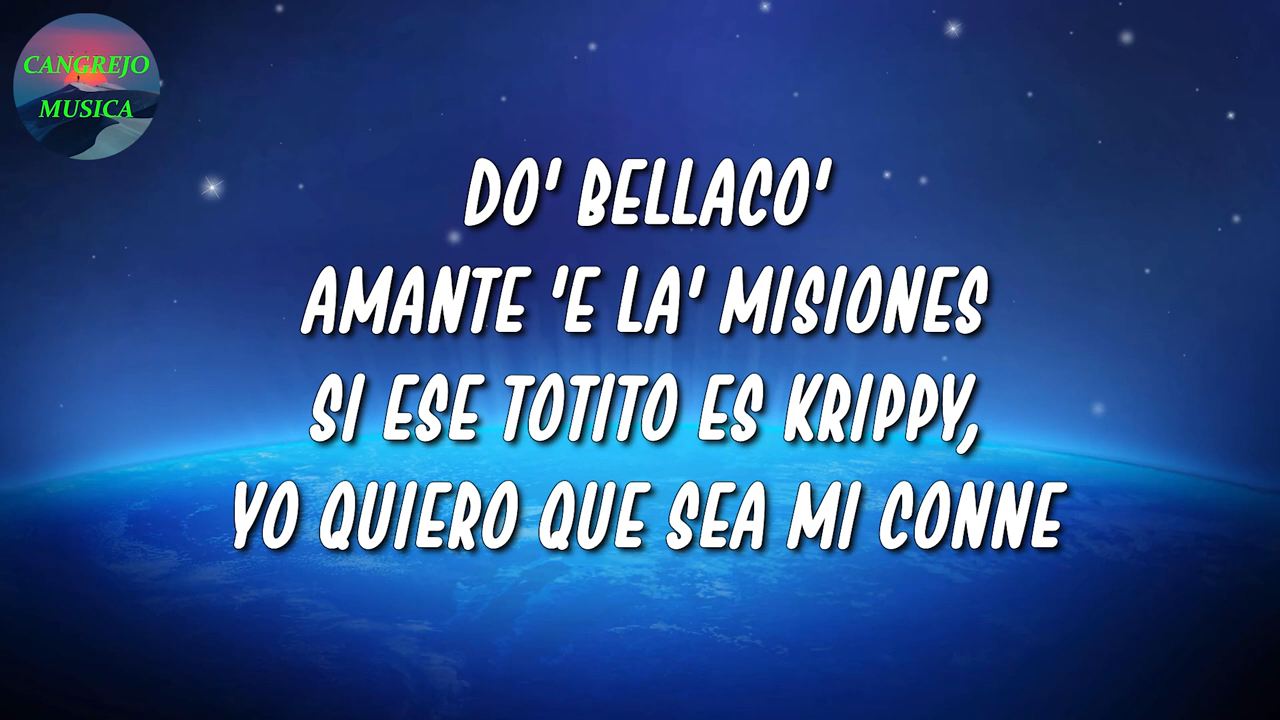 CANGREJO
MUSICA
DO' BELLACO'
AMANTE 'E LA' MISIONES
SI ESE TOTITO ES KRIPPY,
YO QUIERO QUE SEA MI CONNE